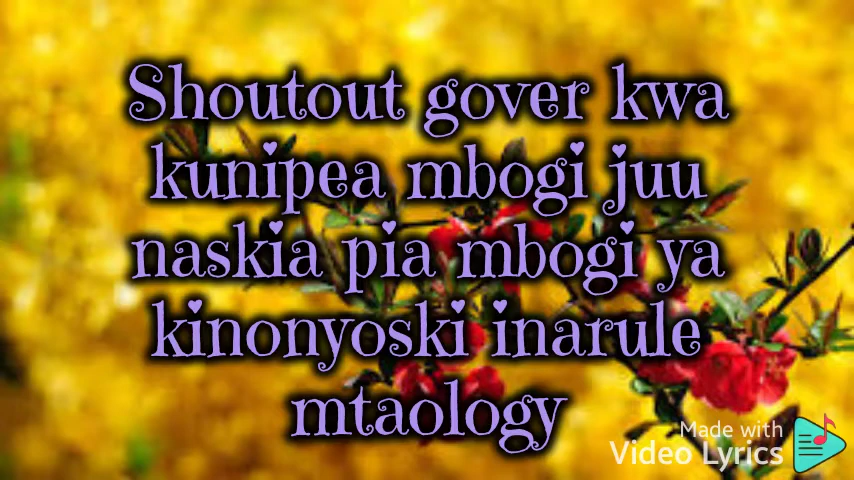 Shoutout gover kwa
kunipea mbogi juu
naskia pia mbogi ya
kinonyoski inarule
mtaology
Made with
Video Lyrics